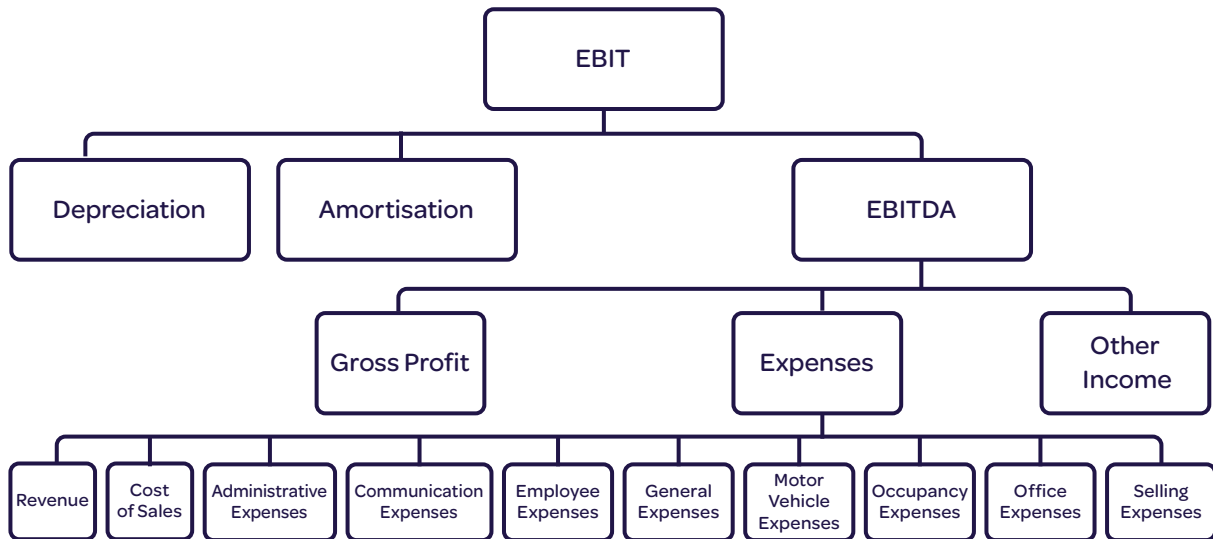 EBIT
Depreciation
Amortisation
EBITDA
Gross Profit
Expenses
Other
Income
Revenue
Cost
of Sales
Administrative
Expenses
Communication
Expenses
Employee
Expenses
General
Expenses
Motor
Vehicle
Expenses
Occupancy
Expenses
Office
Expenses
Selling
Expenses